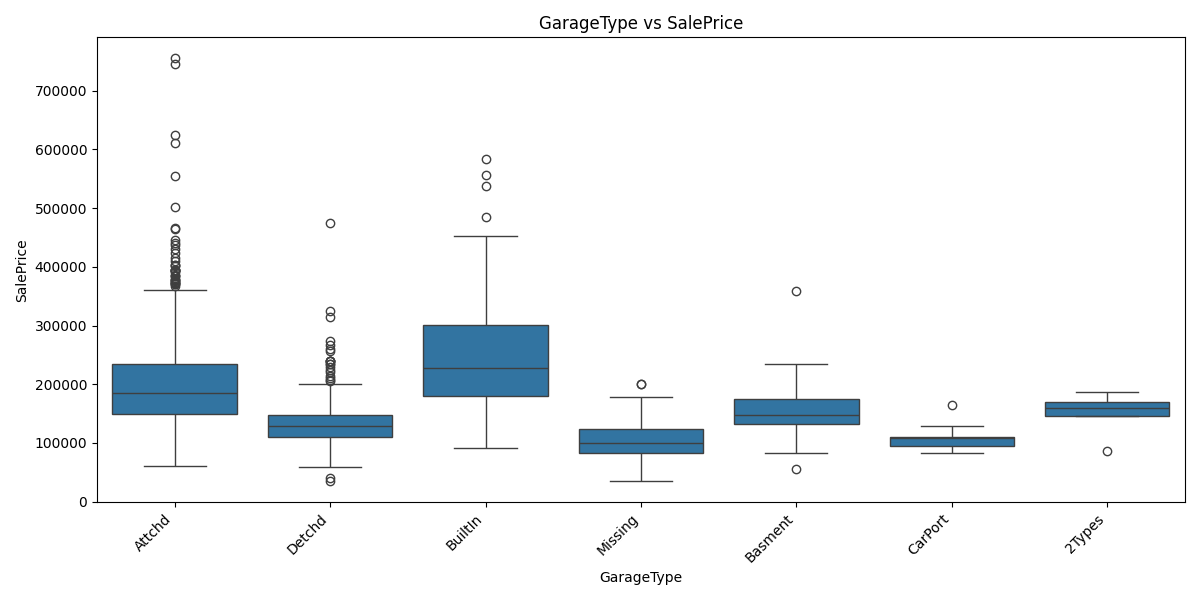 GarageType vs SalePrice
SalePrice
700000
600000
500000
400000
300000
200000
100000
0
Attchd
Detchd
BuiltIn
Missing
Basment
CarPort
2Types
GarageType